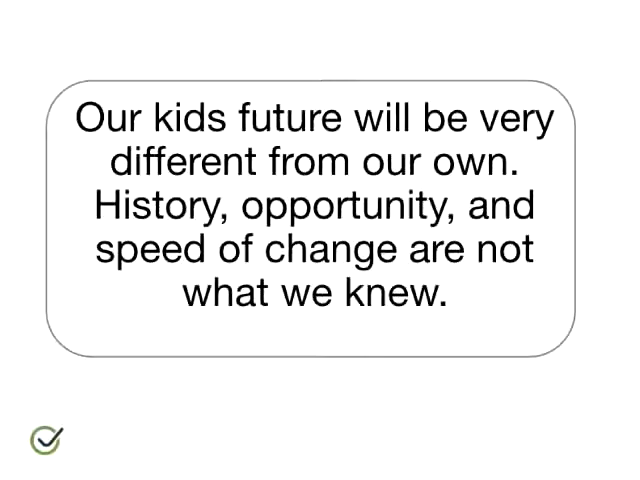 Our kids future will be very
different from our own.
History, opportunity, and
speed of change are not
what we knew.